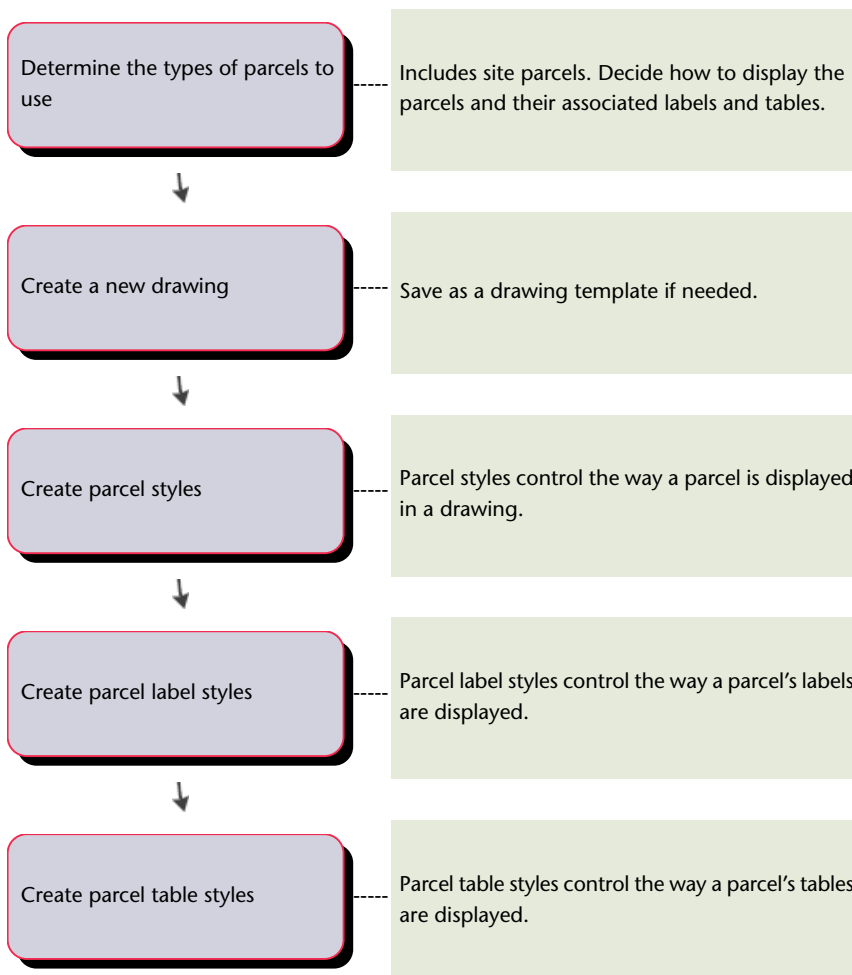 Determine the types of parcels to
use
Includes site parcels. Decide how to display the
parcels and their associated labels and tables.
Create a new drawing
Save as a drawing template if needed.
Create parcel styles
Parcel styles control the way a parcel is displayed
in a drawing.
Create parcel label styles
Parcel label styles control the way a parcel’s labels
are displayed.
Create parcel table styles
Parcel table styles control the way a parcel’s tables
are displayed.